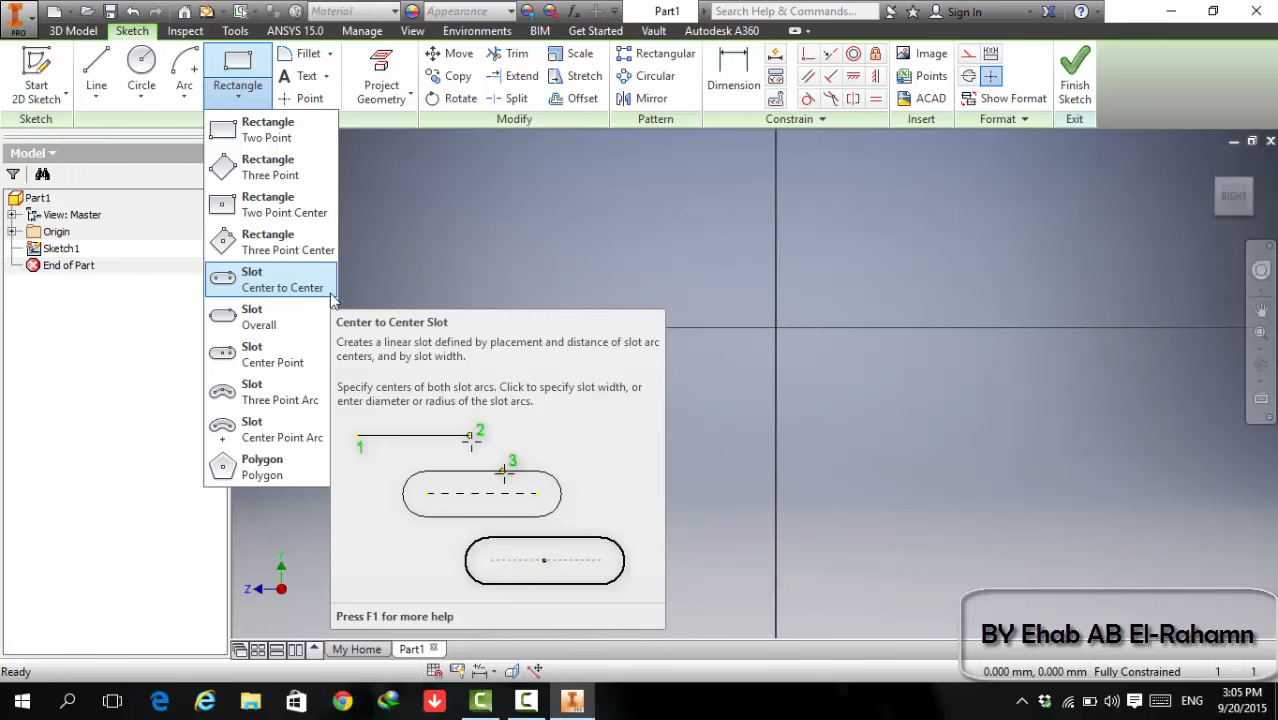 Material
Appearance
Part1
Search Help & Commands...
Sign In
PRO
3D Model
Sketch
Inspect
Tools
ANSYS 15.0
Manage
View
Environments
BIM
Get Started
Vault
Autodesk A360
Start
2D Sketch
Line
Circle
Arc
Rectangle
Fillet
Text
Point
Project
Geometry
Move
Copy
Rotate
Trim
Extend
Split
Scale
Stretch
Offset
Rectangular
Circular
Mirror
Dimension
Image
Points
ACAD
Show Format
Finish
Sketch
Sketch
Modify
Pattern
Constrain
Insert
Format
Exit
Model
Part1
View: Master
Origin
Sketch1
End of Part
Rectangle
Two Point
Rectangle
Three Point
Rectangle
Two Point Center
Rectangle
Three Point Center
Slot
Center to Center
Slot
Overall
Slot
Center Point
Slot
Three Point Arc
Slot
Center Point Arc
Polygon
Polygon
Center to Center Slot
Creates a linear slot defined by placement and distance of slot arc
centers, and by slot width.
Specify centers of both slot arcs. Click to specify slot width, or
enter diameter or radius of the slot arcs.
1
2
3
Press F1 for more help
RIGHT
Y
Z
BY Ehab AB El-Rahamn
My Home
Part1
Ready
0.000 mm, 0.000 mm
Fully Constrained
1
1
ENG
3:05 PM
9/20/2015